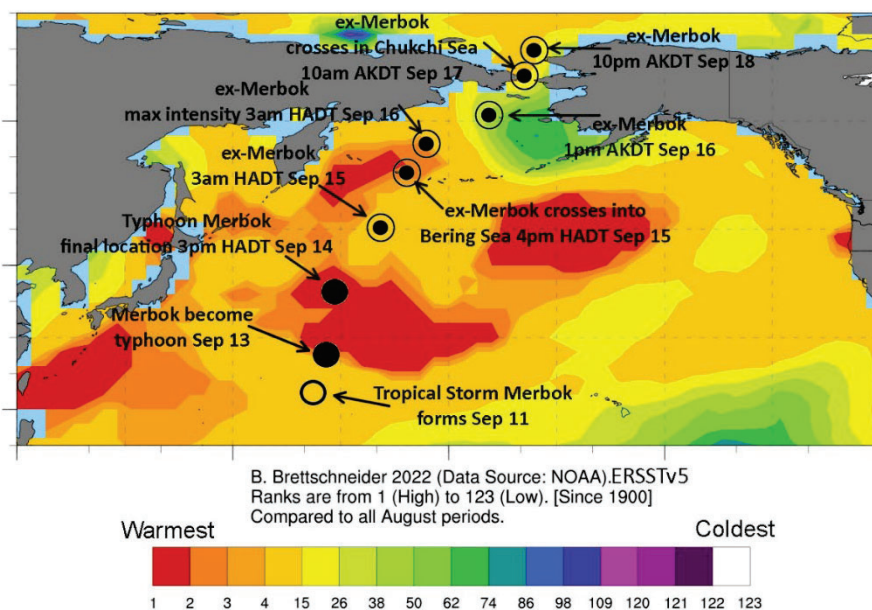 ex-Merbok
crosses in Chukchi Sea
10am AKDT Sep 17
ex-Merbok
10pm AKDT Sep 18
ex-Merbok
max intensity 3am HADT Sep 16
ex-Merbok
1pm AKDT Sep 16
ex-Merbok
3am HADT Sep 15
ex-Merbok crosses into
Bering Sea 4pm HADT Sep 15
Typhoon Merbok
final location 3pm HADT Sep 14
Merbok become
typhoon Sep 13
Tropical Storm Merbok
forms Sep 11
B. Brettschneider 2022 (Data Source: NOAA).ERSSTv5
Ranks are from 1 (High) to 123 (Low). [Since 1900]
Compared to all August periods.
Warmest Coldest
1 2 3 4 15 26 38 50 62 74 86 98 109 120 121 122 123